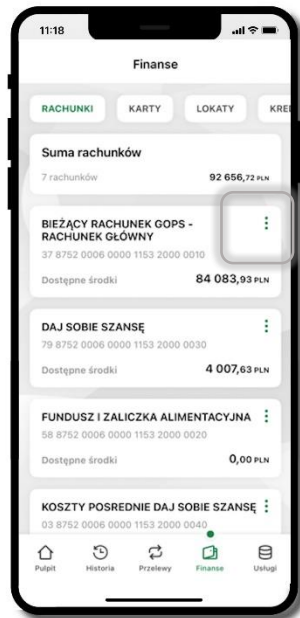 11:18
Finanse
RACHUNKI KARTY LOKATY KRE
Suma rachunków
7 rachunków 92 656,72 PLN
BIEŻĄCY RACHUNEK GOPS -
RACHUNEK GŁÓWNY
37 8752 0006 0000 1153 2000 0010
Dostępne środki 84 083,93 PLN
DAJ SOBIE SZANSĘ
79 8752 0006 0000 1153 2000 0030
Dostępne środki 4 007,63 PLN
FUNDUSZ I ZALICZKA ALIMENTACYJNA
58 8752 0006 0000 1153 2000 0020
Dostępne środki 0,00 PLN
KOSZTY POSREDNIE DAJ SOBIE SZANSĘ
03 8752 0006 0000 1153 2000 0040
Pulpit Historia Przelewy Finanse Usługi